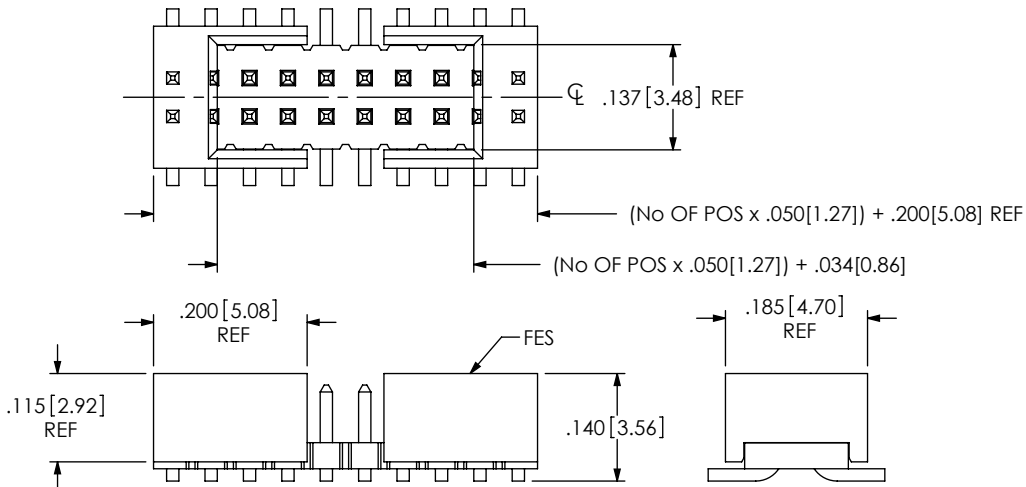 ℄ .137[3.48] REF
(No OF POS x .050[1.27]) + .200[5.08] REF
(No OF POS x .050[1.27]) + .034[0.86]
.200[5.08]
REF
FES
.185[4.70]
REF
.115[2.92]
REF
.140[3.56]